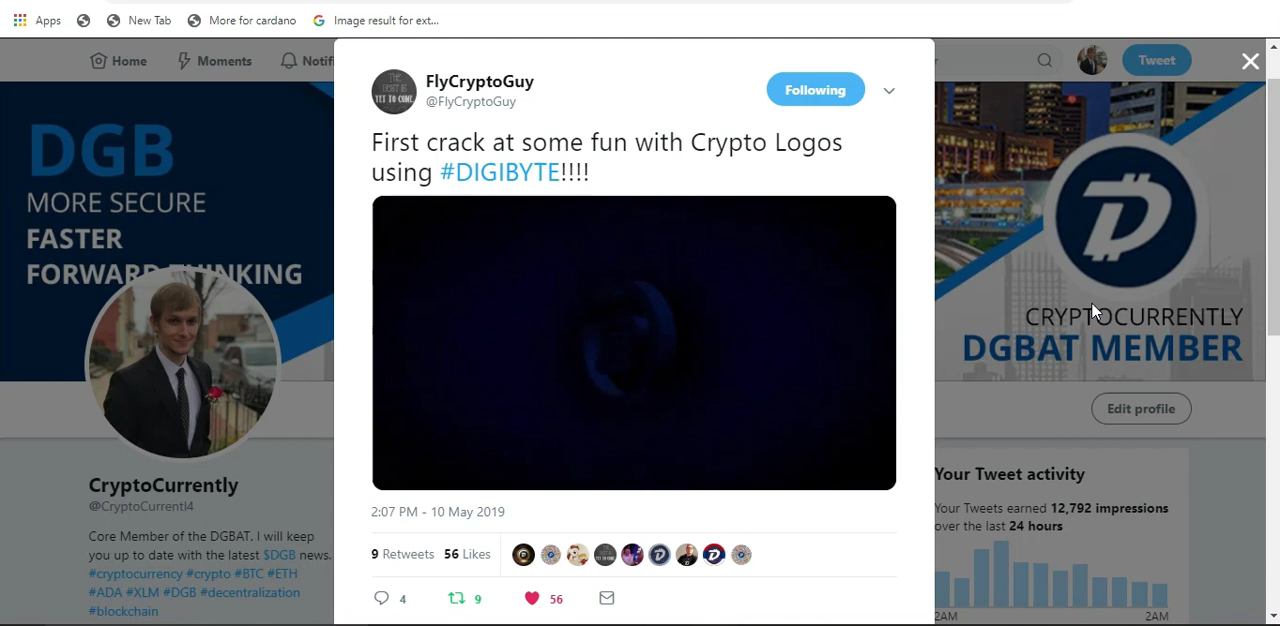 Apps
New Tab
More for cardano
Image result for ext...
Home
Moments
Notifi
Tweet
DGB
MORE SECURE
FASTER
FORWARD THINKING
FlyCryptoGuy
@FlyCryptoGuy
Following
First crack at some fun with Crypto Logos
using #DIGIBYTE!!!!
2:07 PM - 10 May 2019
9 Retweets 56 Likes
4
9
56
CRYPTOCURRENTLY
DGBAT MEMBER
Edit profile
CryptoCurrently
@CryptoCurrentl4
Core Member of the DGBAT. I will keep
you up to date with the latest $DGB news.
#cryptocurrency #crypto #BTC #ETH
#ADA #XLM #DGB #decentralization
#blockchain
Your Tweet activity
Your Tweets earned 12,792 impressions
over the last 24 hours
2AM
2AM